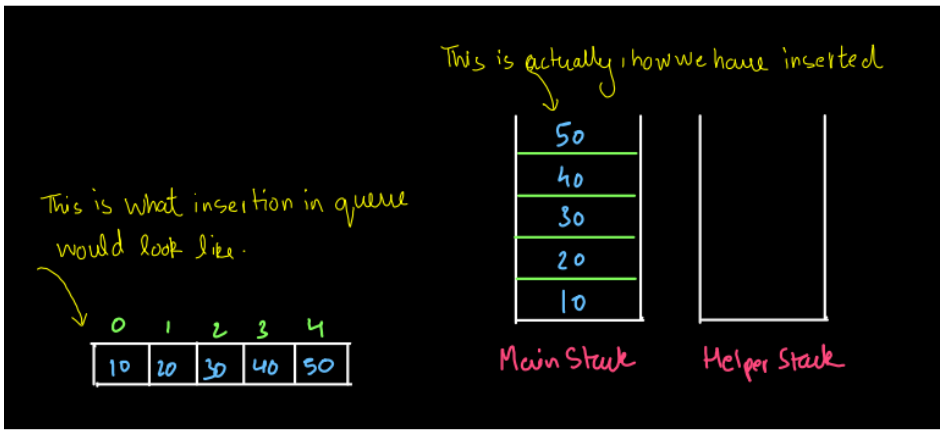 This is actually, how we have inserted
This is what insertion in queue
would look like.
0 1 2 3 4
10 20 30 40 50
50
40
30
20
10
Main Stack
Helper Stack